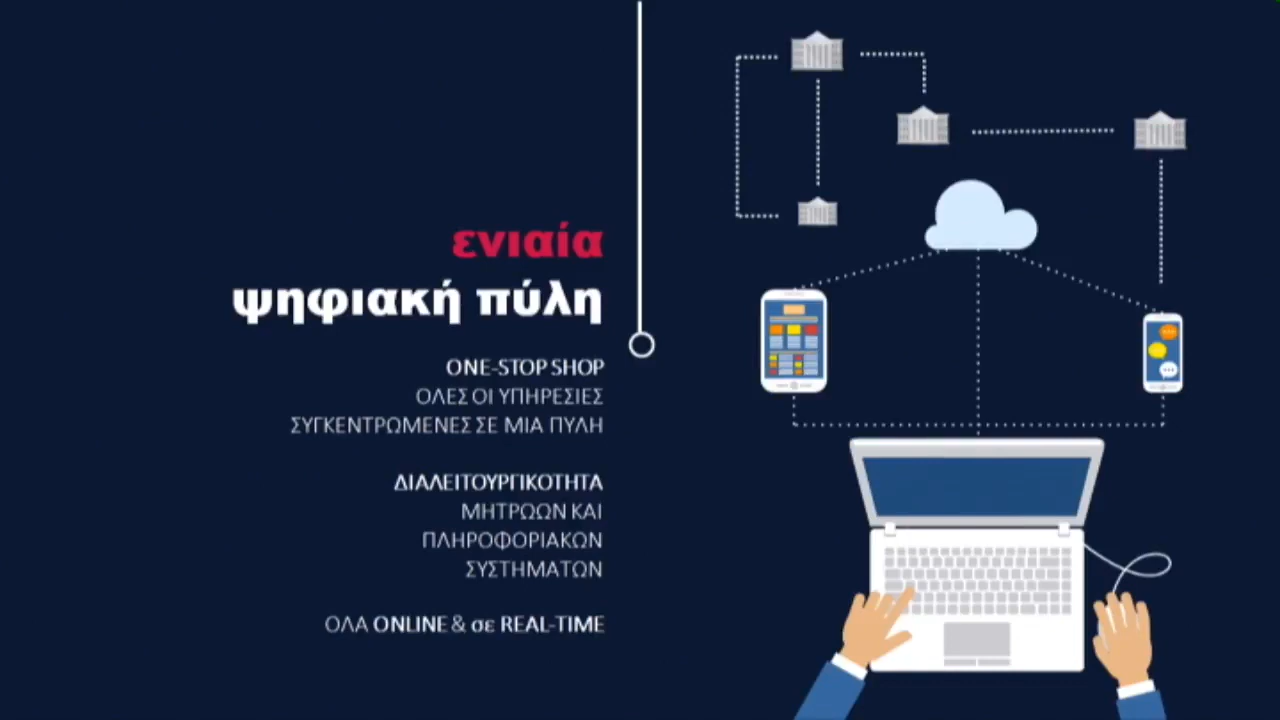 ενιαία
ψηφιακή πύλη
ONE-STOP SHOP
ΟΛΕΣ ΟΙ ΥΠΗΡΕΣΙΕΣ
ΣΥΓΚΕΝΤΡΩΜΕΝΕΣ ΣΕ ΜΙΑ ΠΥΛΗ
ΔΙΑΛΕΙΤΟΥΡΓΙΚΟΤΗΤΑ
ΜΗΤΡΩΩΝ ΚΑΙ
ΠΛΗΡΟΦΟΡΙΑΚΩΝ
ΣΥΣΤΗΜΑΤΩΝ
ΟΛΑ ONLINE & σε REAL-TIME